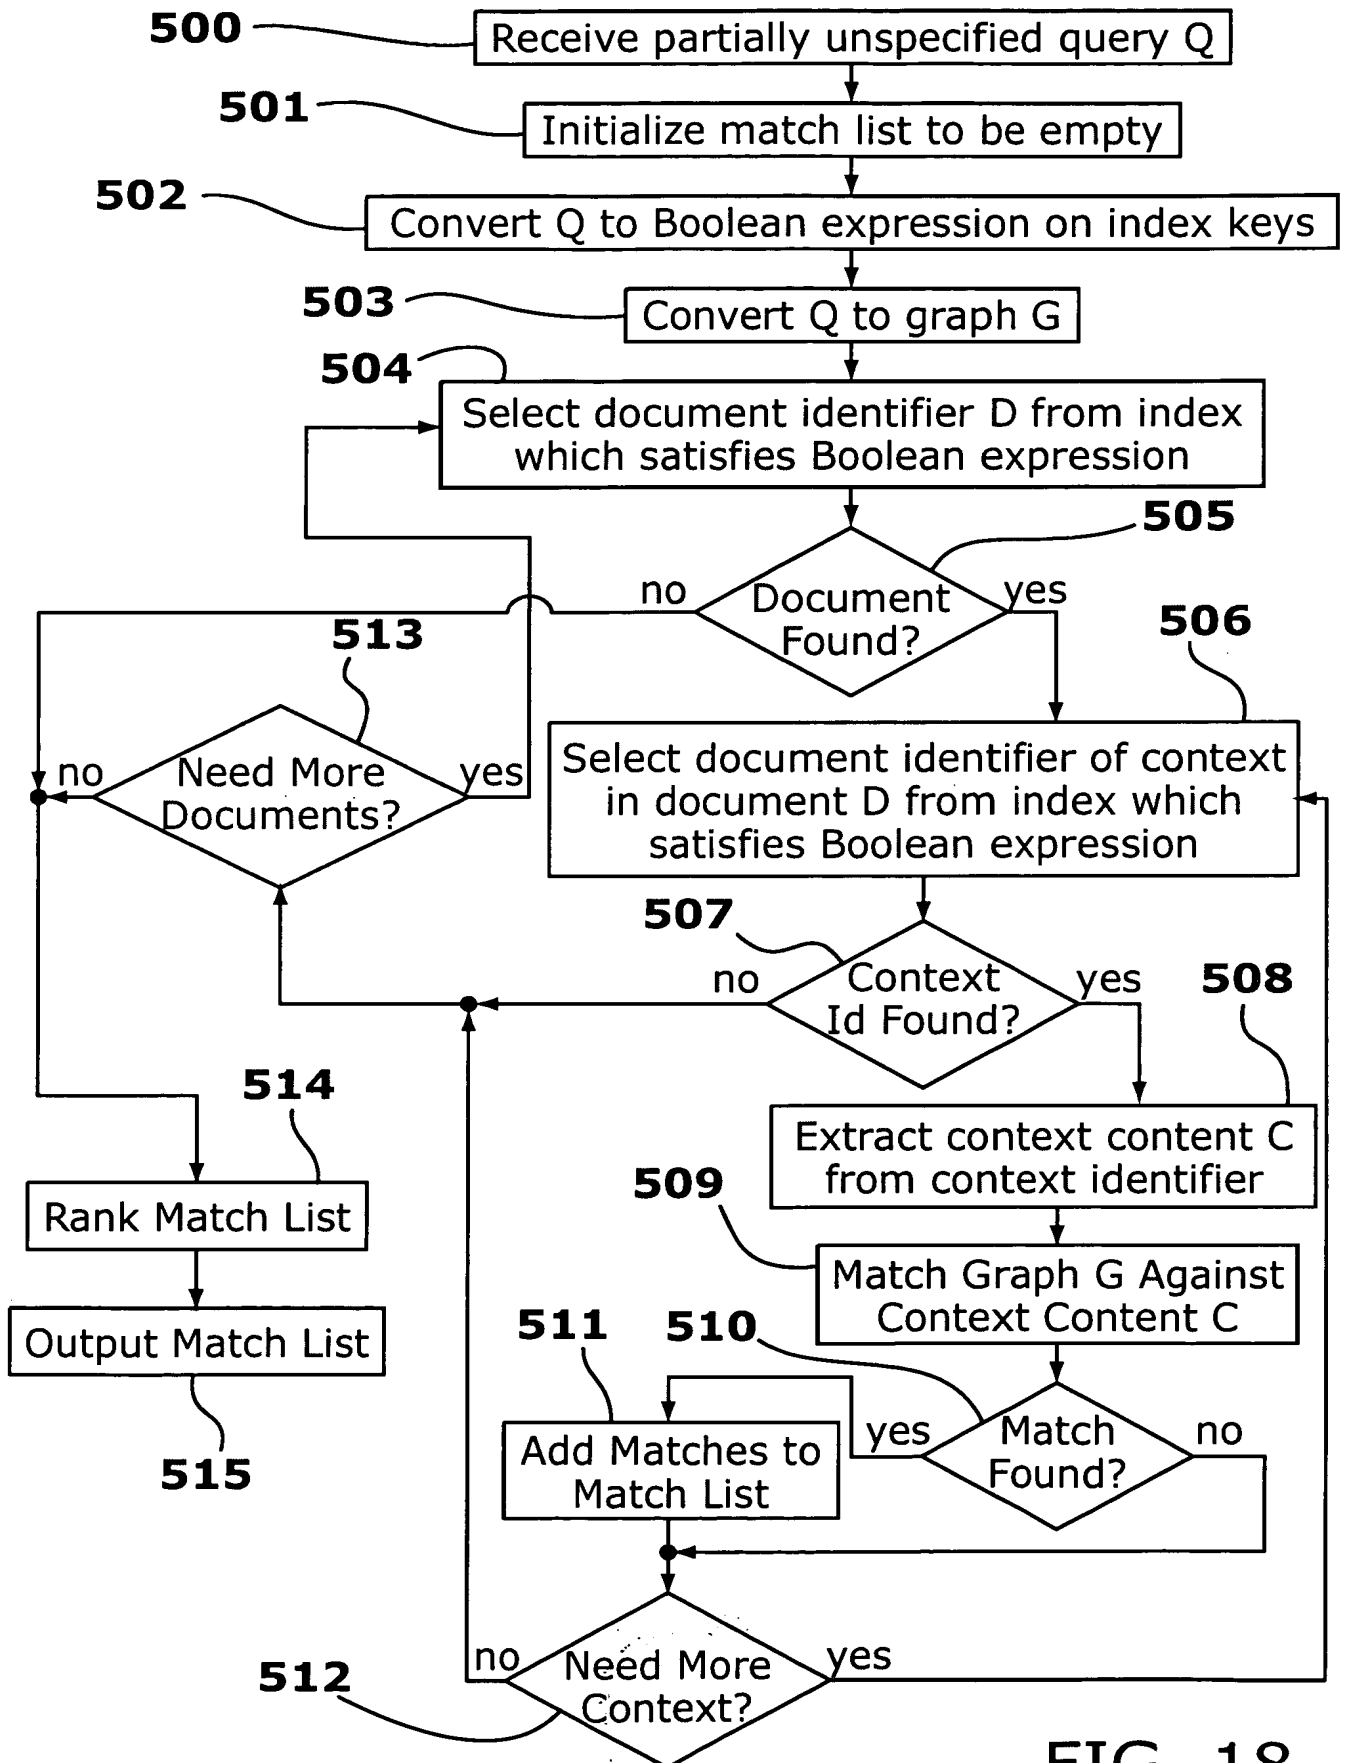 500
Receive partially unspecified query Q
501
Initialize match list to be empty
502
Convert Q to Boolean expression on index keys
503
Convert Q to graph G
504
Select document identifier D from index
which satisfies Boolean expression
505
no
Document
Found?
yes
506
513
Select document identifier of context
in document D from index which
satisfies Boolean expression
no
Need More
Documents?
yes
507
no
Context
Id Found?
yes
508
514
Extract context content C
from context identifier
509
Rank Match List
Match Graph G Against
Context Content C
Output Match List
511
510
515
Add Matches to
Match List
yes
Match
Found?
no
512
no
Need More
Context?
yes
FIG. 18